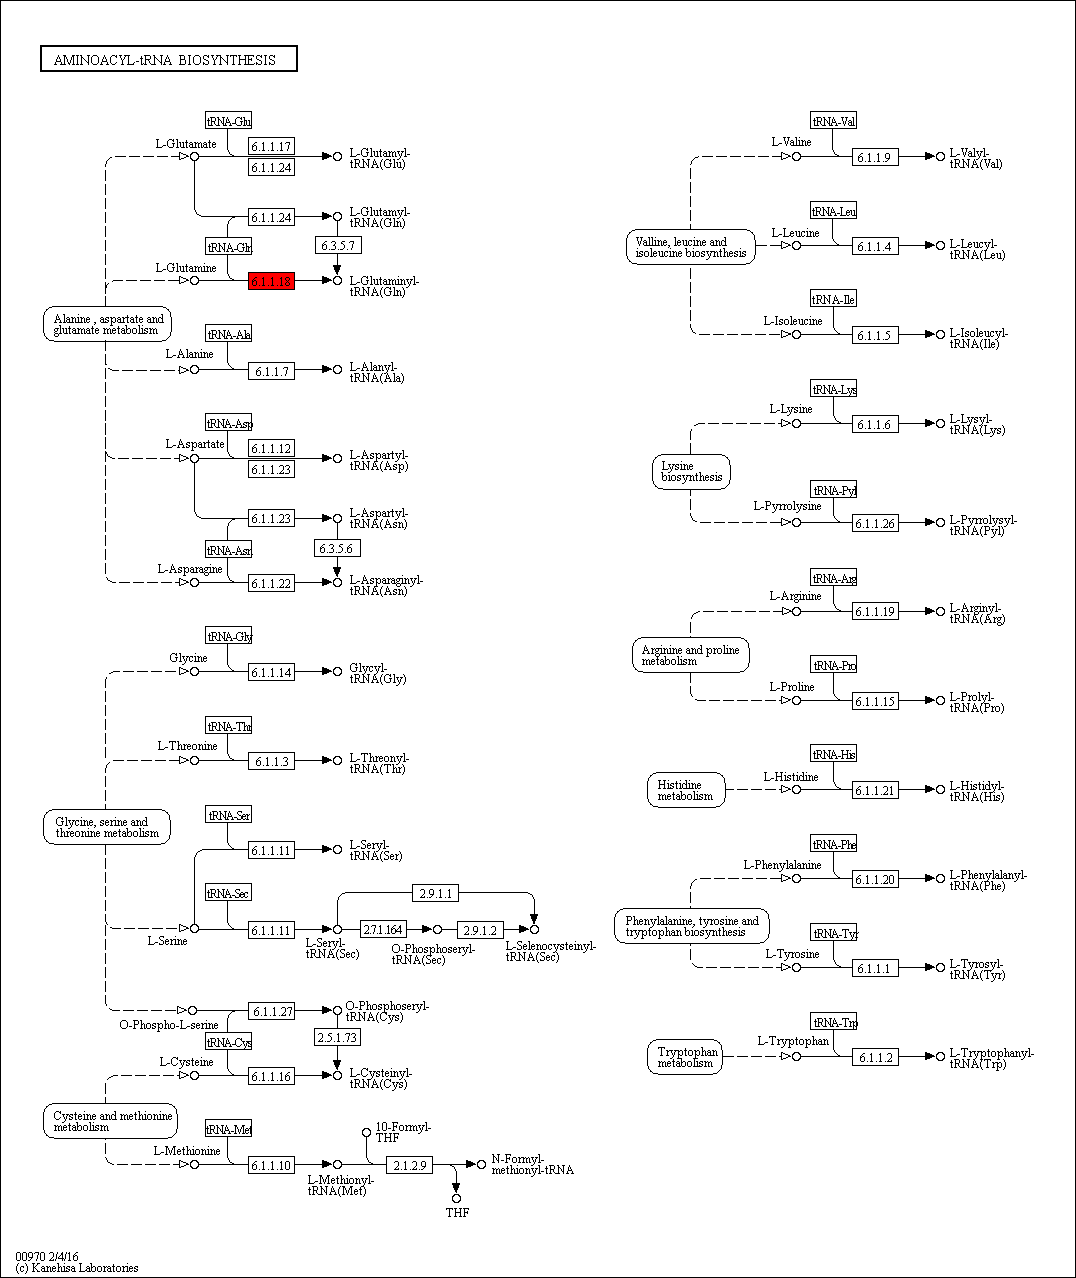 AMINOACYL-tRNA BIOSYNTHESIS
tRNA-Glu
L-Glutamate
6.1.1.17
6.1.1.24
L-Glutamyl-
tRNA(Glu)
6.1.1.24
L-Glutamyl-
tRNA(Gln)
tRNA-Gln
6.3.5.7
L-Glutamine
6.1.1.18
L-Glutaminyl-
tRNA(Gln)
Alanine , aspartate and
glutamate metabolism
tRNA-Ala
L-Alanine
6.1.1.7
L-Alanyl-
tRNA(Ala)
tRNA-Asp
L-Aspartate
6.1.1.12
6.1.1.23
L-Aspartyl-
tRNA(Asp)
6.1.1.23
L-Aspartyl-
tRNA(Asn)
tRNA-Asn
6.3.5.6
L-Asparagine
6.1.1.22
L-Asparaginyl-
tRNA(Asn)
tRNA-Gly
Glycine
6.1.1.14
Glycyl-
tRNA(Gly)
tRNA-Thr
L-Threonine
6.1.1.3
L-Threonyl-
tRNA(Thr)
Glycine, serine and
threonine metabolism
tRNA-Ser
6.1.1.11
L-Seryl-
tRNA(Ser)
tRNA-Sec
2.9.1.1
L-Serine
6.1.1.11
L-Seryl-
tRNA(Sec)
2.7.1.164
O-Phosphoseryl-
tRNA(Sec)
2.9.1.2
L-Selenocysteinyl-
tRNA(Sec)
O-Phospho-L-serine
6.1.1.27
O-Phosphoseryl-
tRNA(Cys)
tRNA-Cys
2.5.1.73
L-Cysteine
6.1.1.16
L-Cysteinyl-
tRNA(Cys)
Cysteine and methionine
metabolism
tRNA-Met
L-Methionine
6.1.1.10
L-Methionyl-
tRNA(Met)
10-Formyl-
THF
2.1.2.9
N-Formyl-
methionyl-tRNA
THF
tRNA-Val
L-Valine
6.1.1.9
L-Valyl-
tRNA(Val)
Valline, leucine and
isoleucine biosynthesis
tRNA-Leu
L-Leucine
6.1.1.4
L-Leucyl-
tRNA(Leu)
tRNA-Ile
L-Isoleucine
6.1.1.5
L-Isoleucyl-
tRNA(Ile)
tRNA-Lys
L-Lysine
6.1.1.6
L-Lysyl-
tRNA(Lys)
Lysine
biosynthesis
tRNA-Pyl
L-Pyrrolysine
6.1.1.26
L-Pyrrolysyl-
tRNA(Pyl)
tRNA-Arg
L-Arginine
6.1.1.19
L-Arginyl-
tRNA(Arg)
Arginine and proline
metabolism
tRNA-Pro
L-Proline
6.1.1.15
L-Prolyl-
tRNA(Pro)
tRNA-His
L-Histidine
6.1.1.21
L-Histidyl-
tRNA(His)
Histidine
metabolism
tRNA-Phe
L-Phenylalanine
6.1.1.20
L-Phenylalanyl-
tRNA(Phe)
Phenylalanine, tyrosine and
tryptophan biosynthesis
tRNA-Tyr
L-Tyrosine
6.1.1.1
L-Tyrosyl-
tRNA(Tyr)
tRNA-Trp
L-Tryptophan
6.1.1.2
L-Tryptophanyl-
tRNA(Trp)
Tryptophan
metabolism
00970 2/4/16
(c) Kanehisa Laboratories